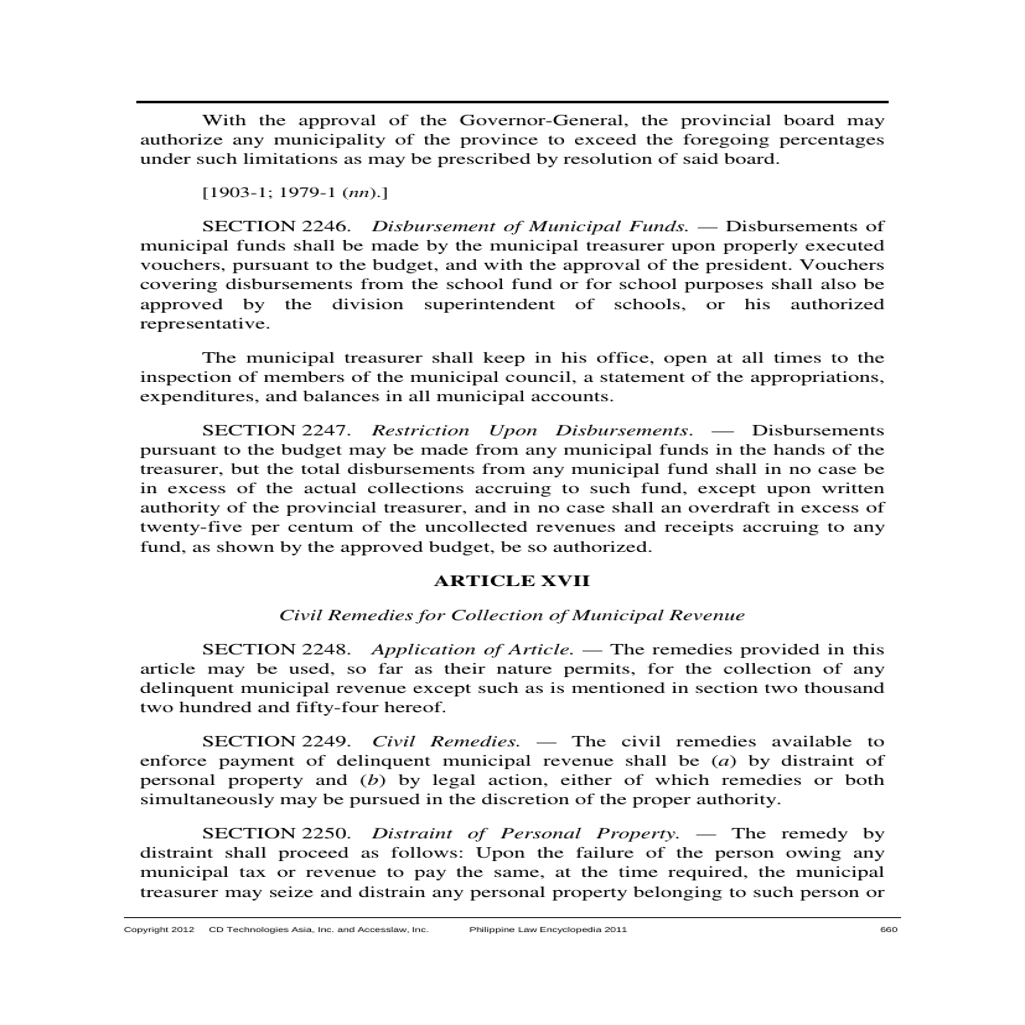 With the approval of the Governor-General, the provincial board may
authorize any municipality of the province to exceed the foregoing percentages
under such limitations as may be prescribed by resolution of said board.
[1903-1; 1979-1 (nn).]
SECTION 2246. Disbursement of Municipal Funds. — Disbursements of
municipal funds shall be made by the municipal treasurer upon properly executed
vouchers, pursuant to the budget, and with the approval of the president. Vouchers
covering disbursements from the school fund or for school purposes shall also be
approved by the division superintendent of schools, or his authorized
representative.
The municipal treasurer shall keep in his office, open at all times to the
inspection of members of the municipal council, a statement of the appropriations,
expenditures, and balances in all municipal accounts.
SECTION 2247. Restriction Upon Disbursements. — Disbursements
pursuant to the budget may be made from any municipal funds in the hands of the
treasurer, but the total disbursements from any municipal fund shall in no case be
in excess of the actual collections accruing to such fund, except upon written
authority of the provincial treasurer, and in no case shall an overdraft in excess of
twenty-five per centum of the uncollected revenues and receipts accruing to any
fund, as shown by the approved budget, be so authorized.
ARTICLE XVII
Civil Remedies for Collection of Municipal Revenue
SECTION 2248. Application of Article. — The remedies provided in this
article may be used, so far as their nature permits, for the collection of any
delinquent municipal revenue except such as is mentioned in section two thousand
two hundred and fifty-four hereof.
SECTION 2249. Civil Remedies. — The civil remedies available to
enforce payment of delinquent municipal revenue shall be (a) by distraint of
personal property and (b) by legal action, either of which remedies or both
simultaneously may be pursued in the discretion of the proper authority.
SECTION 2250. Distraint of Personal Property. — The remedy by
distraint shall proceed as follows: Upon the failure of the person owing any
municipal tax or revenue to pay the same, at the time required, the municipal
treasurer may seize and distrain any personal property belonging to such person or
Copyright 2012 CD Technologies Asia, Inc. and Accesslaw, Inc. Philippine Law Encyclopedia 2011 660